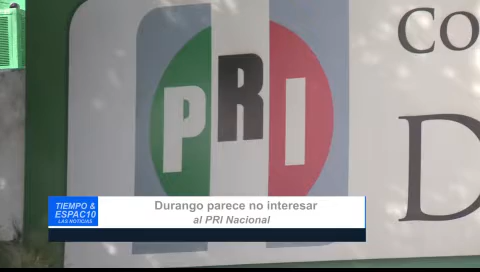 CO
PRI
D
TIEMPO &
ESPAC10
LAS NOTICIAS
Durango parece no interesar
al PRI Nacional